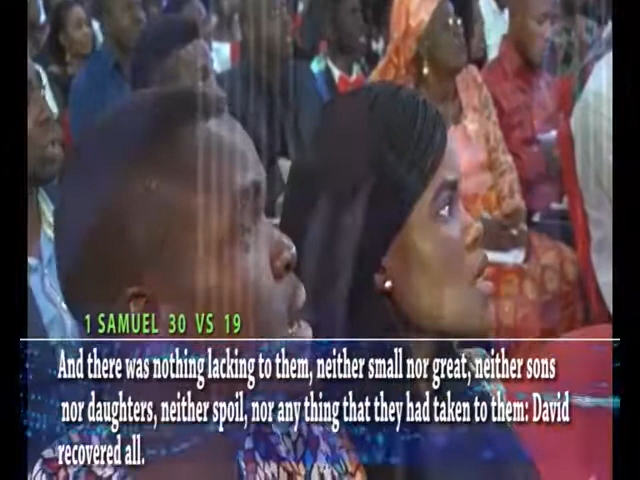 1 SAMUEL 30 VS 19
And there was nothing lacking to them, neither small nor great, neither sons
nor daughters, neither spoil, nor any thing that they had taken to them: David
recovered all.